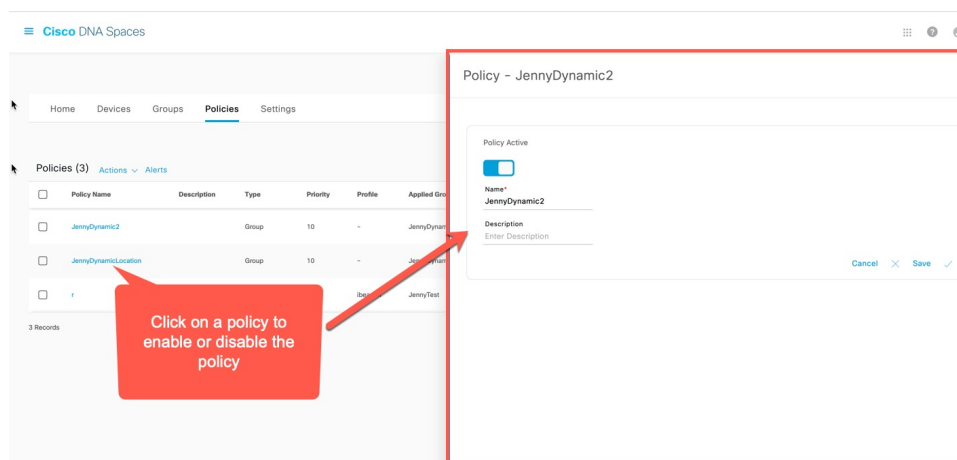 Cisco DNA Spaces
Policy - JennyDynamic2
Home Devices Groups Policies Settings
Policy Active
Policies (3) Actions Alerts
Policy Name Description Type Priority Profile Applied Gro
Name*
JennyDynamic2
JennyDynamic2 Group 10 - JennyDynam
Description
Enter Description
JennyDynamicLocation Group 10 -
Cancel Save
r JennyTest
3 Records
Click on a policy to
enable or disable the
policy